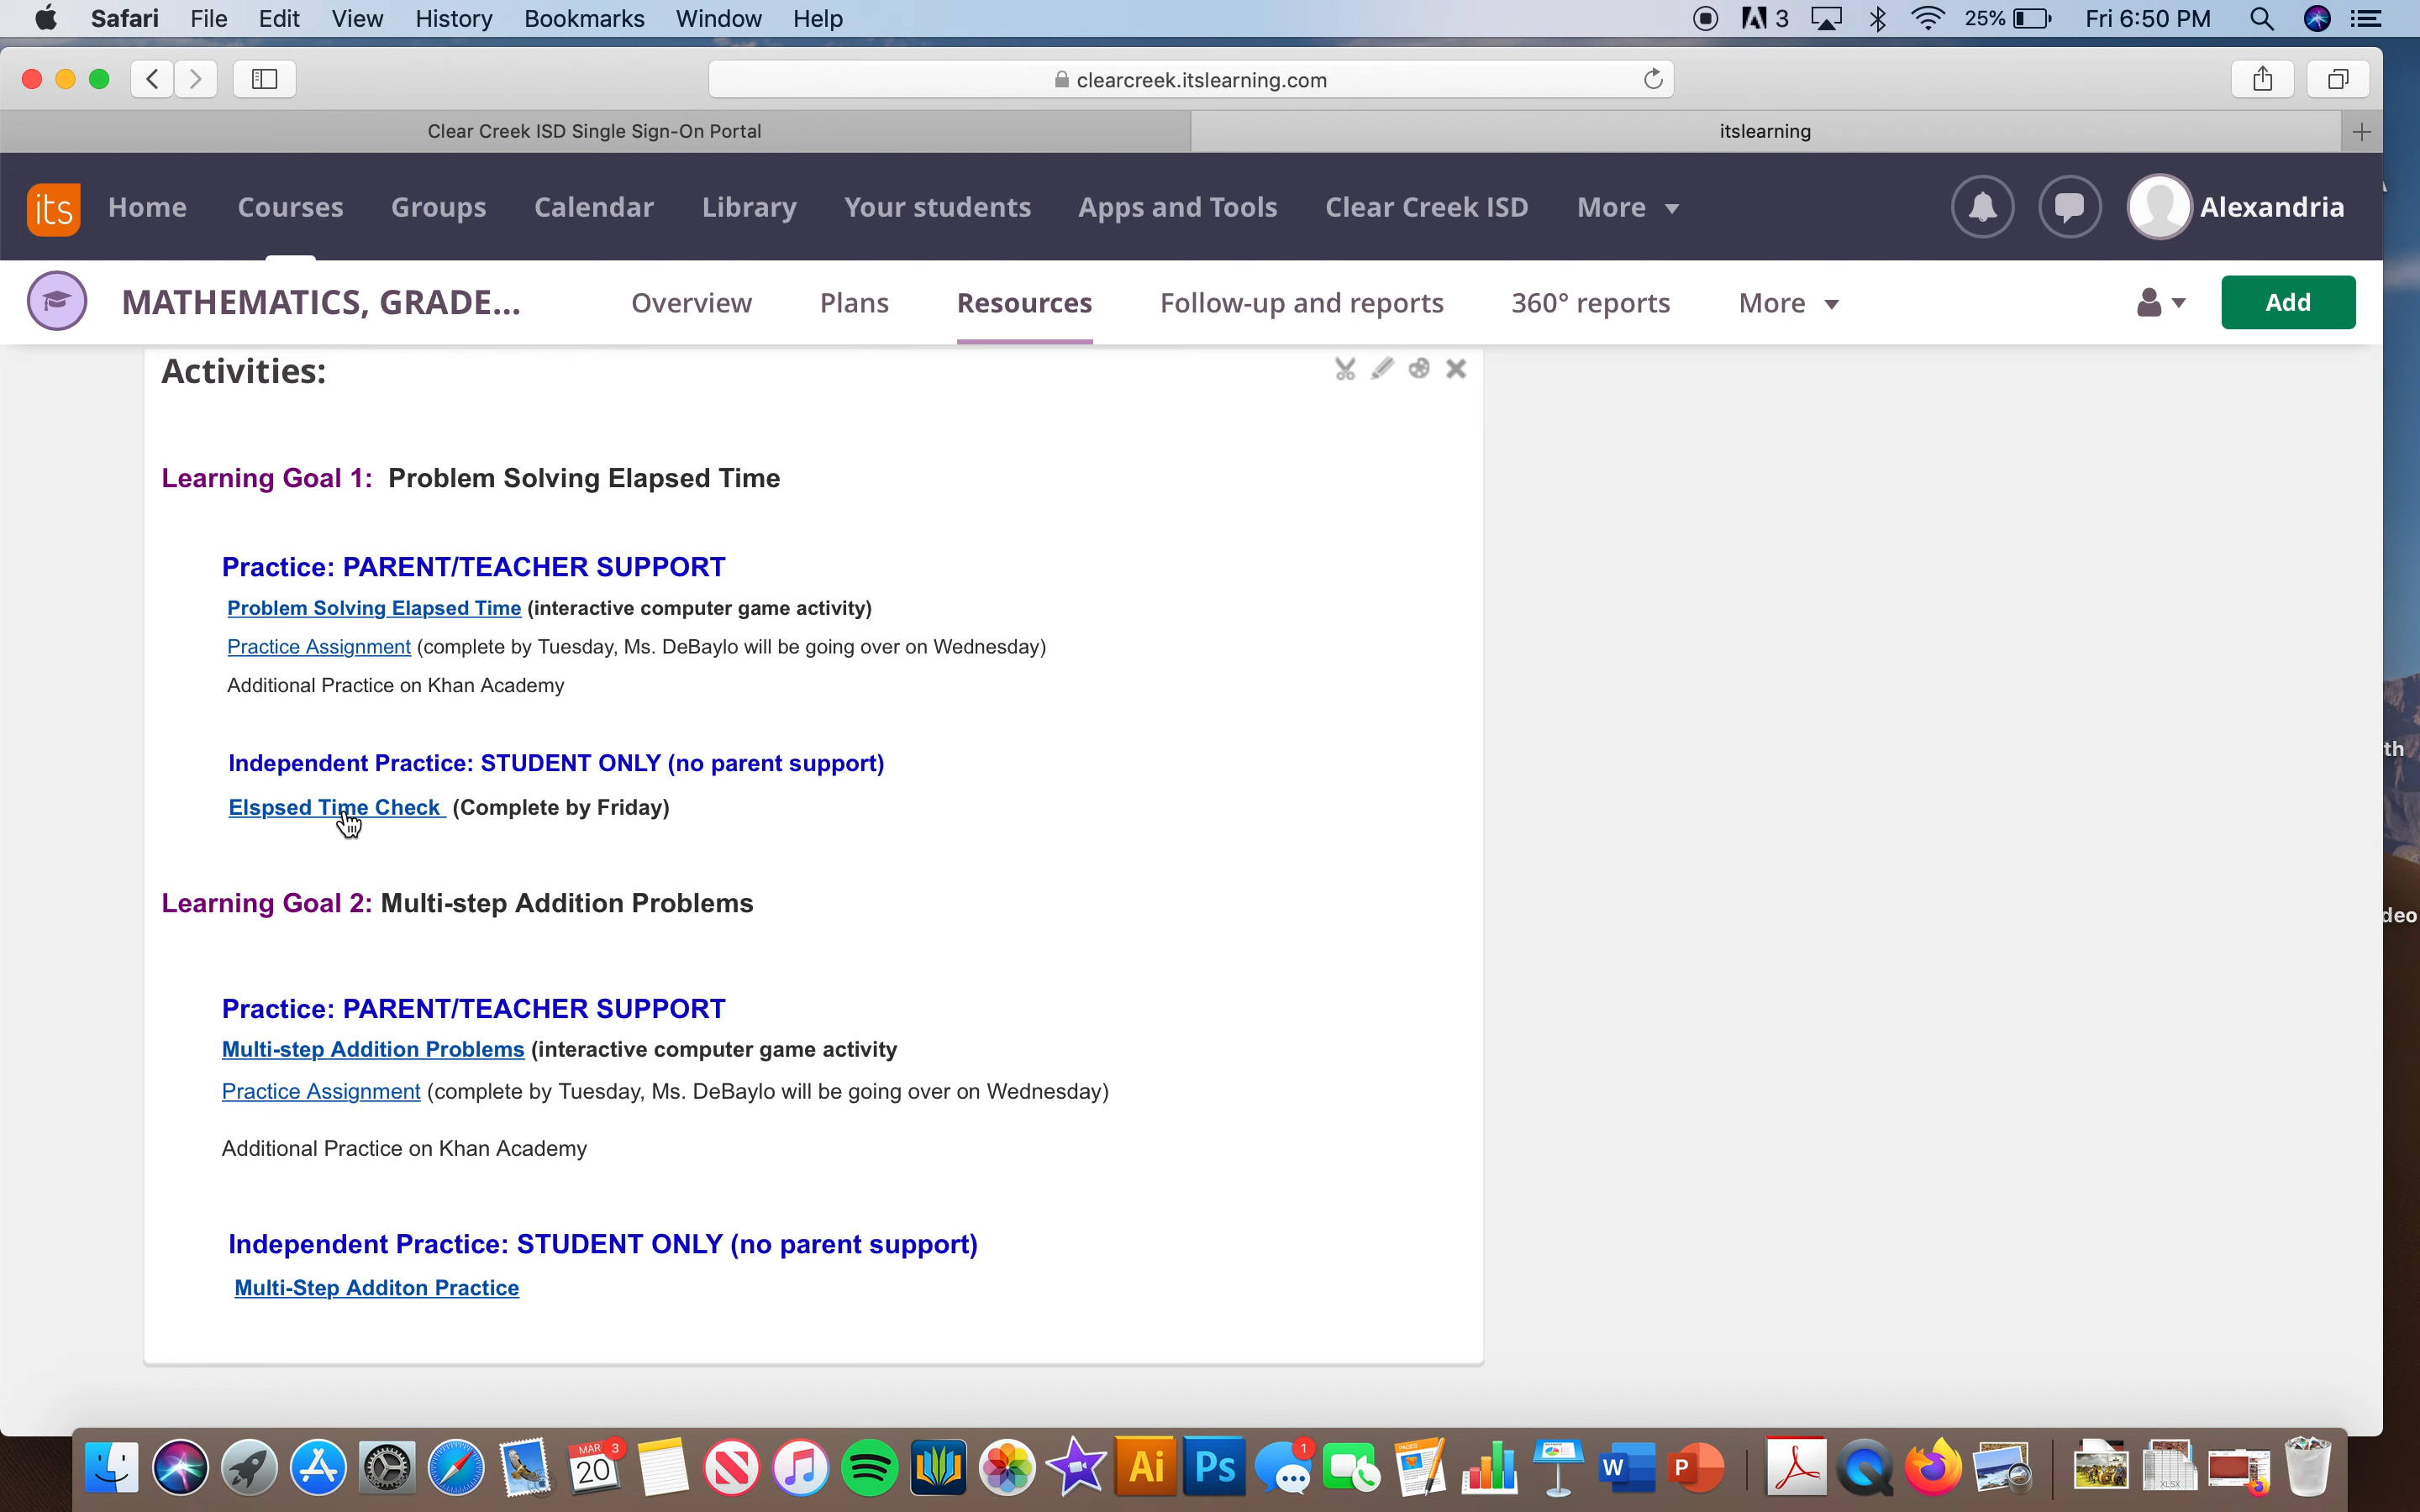 Safari File Edit View History Bookmarks Window Help 3 25% Fri 6:50 PM
clearcreek.itslearning.com
Clear Creek ISD Single Sign-On Portal itslearning
its Home Courses Groups Calendar Library Your students Apps and Tools Clear Creek ISD More Alexandria
MATHEMATICS, GRADE... Overview Plans Resources Follow-up and reports 360° reports More Add
Activities:
Learning Goal 1: Problem Solving Elapsed Time
Practice: PARENT/TEACHER SUPPORT
Problem Solving Elapsed Time (interactive computer game activity)
Practice Assignment (complete by Tuesday, Ms. DeBaylo will be going over on Wednesday)
Additional Practice on Khan Academy
Independent Practice: STUDENT ONLY (no parent support)
th
Elspsed Time Check (Complete by Friday)
Learning Goal 2: Multi-step Addition Problems
deo
Practice: PARENT/TEACHER SUPPORT
Multi-step Addition Problems (interactive computer game activity
Practice Assignment (complete by Tuesday, Ms. DeBaylo will be going over on Wednesday)
Additional Practice on Khan Academy
Independent Practice: STUDENT ONLY (no parent support)
Multi-Step Additon Practice
MAR 3 20 Ai Ps 1 PAGES W P XLSX